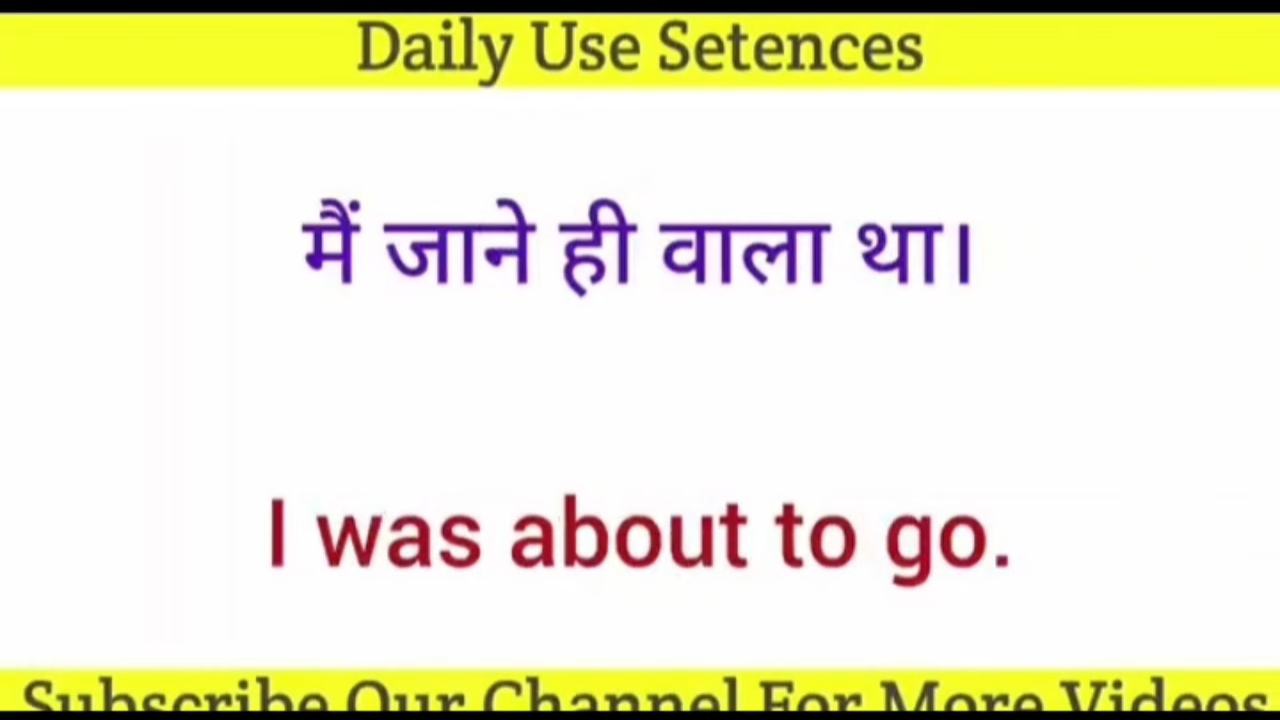 Daily Use Setences
मैं जाने ही वाला था।
I was about to go.
Subscribe Our Channel For More Videos